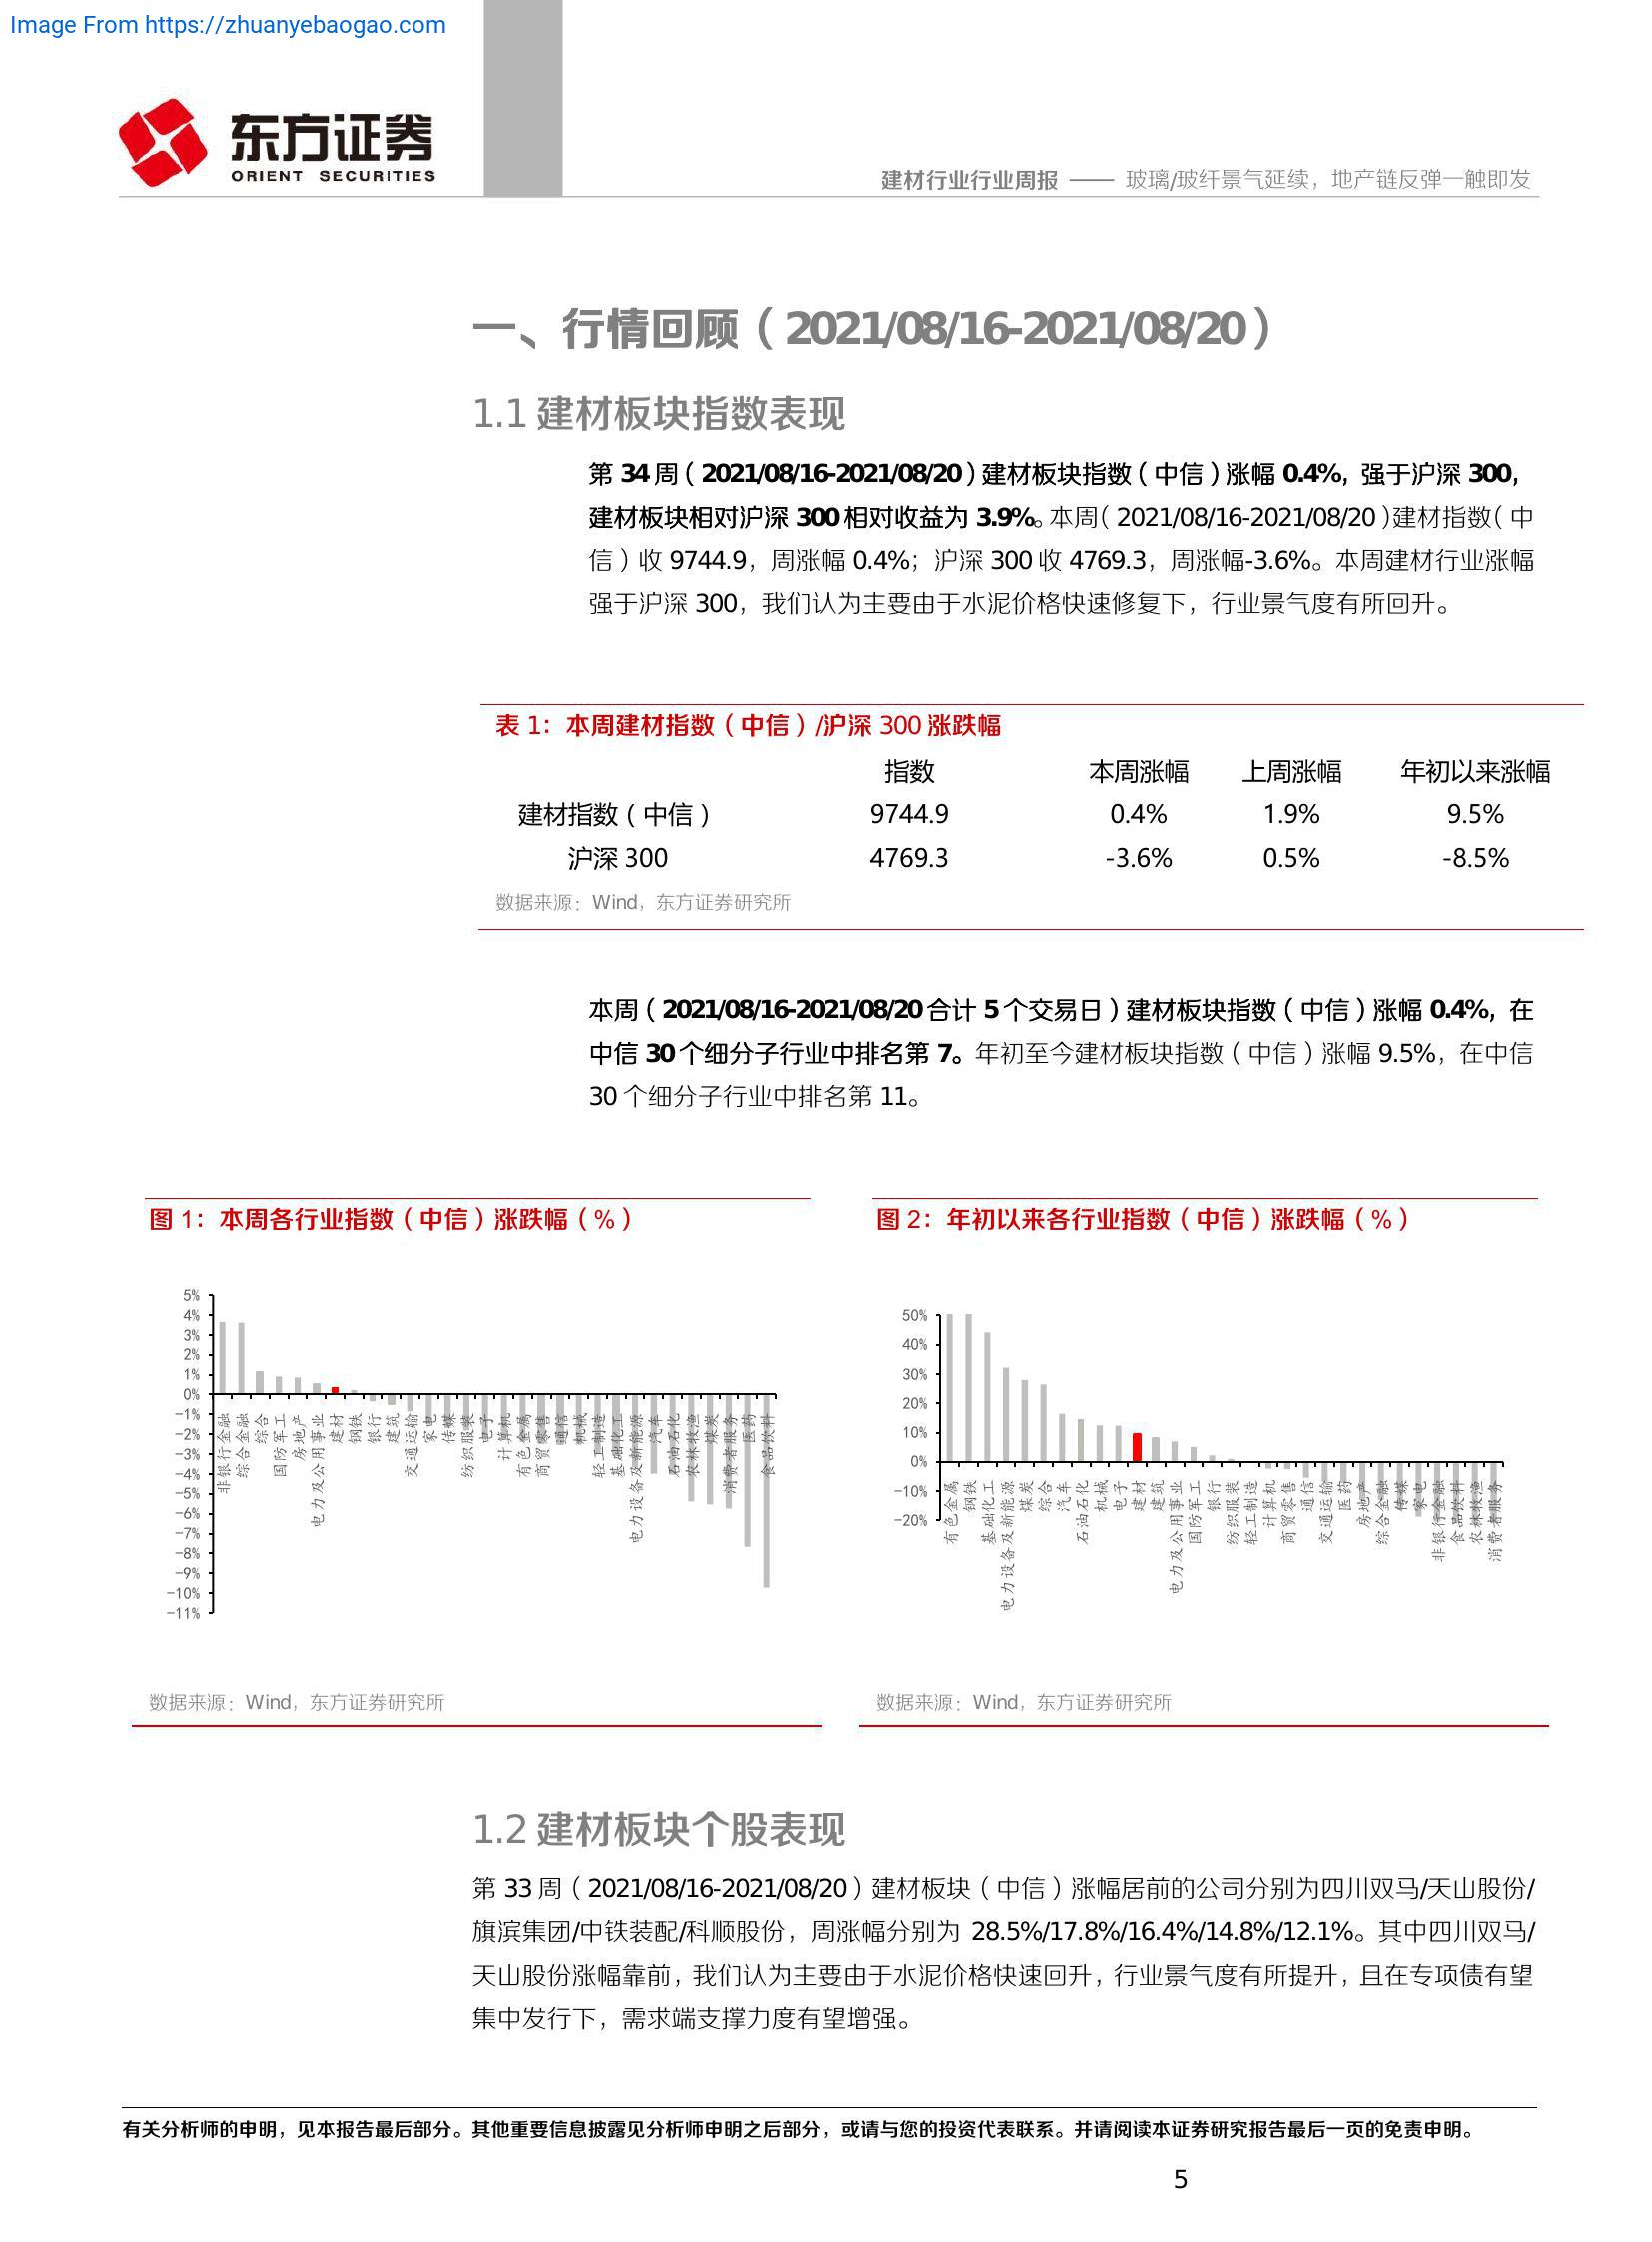 Image From https://zhuanyebaogao.com
东方证券
ORIENT SECURITIES
建材行业行业周报 —— 玻璃/玻纤景气延续，地产链反弹一触即发
一、行情回顾（2021/08/16-2021/08/20）
1.1 建材板块指数表现
第 34 周（2021/08/16-2021/08/20）建材板块指数（中信）涨幅 0.4%，强于沪深 300，
建材板块相对沪深 300 相对收益为 3.9%。本周（2021/08/16-2021/08/20）建材指数（中
信）收 9744.9，周涨幅 0.4%；沪深 300 收 4769.3，周涨幅-3.6%。本周建材行业涨幅
强于沪深 300，我们认为主要由于水泥价格快速修复下，行业景气度有所回升。
表 1：本周建材指数（中信）/沪深 300 涨跌幅
指数 本周涨幅 上周涨幅 年初以来涨幅
建材指数（中信） 9744.9 0.4% 1.9% 9.5%
沪深 300 4769.3 -3.6% 0.5% -8.5%
数据来源：Wind，东方证券研究所
本周（2021/08/16-2021/08/20 合计 5 个交易日）建材板块指数（中信）涨幅 0.4%，在
中信 30 个细分子行业中排名第 7。年初至今建材板块指数（中信）涨幅 9.5%，在中信
30 个细分子行业中排名第 11。
图 1：本周各行业指数（中信）涨跌幅（%）
5%
4%
3%
2%
1%
0%
-1%
-2%
-3%
-4%
-5%
-6%
-7%
-8%
-9%
-10%
-11%
非银行金融
综合金融
综合
国防军工
房地产
电力及公用事业
建材
钢铁
银行
建筑
交通运输
家电
传媒
纺织服装
电子
计算机
有色金属
商贸零售
通信
机械
轻工制造
基础化工
电力设备及新能源
汽车
石油石化
农林牧渔
煤炭
消费者服务
医药
食品饮料
数据来源：Wind，东方证券研究所
图 2：年初以来各行业指数（中信）涨跌幅（%）
50%
40%
30%
20%
10%
0%
-10%
-20%
有色金属
钢铁
基础化工
电力设备及新能源
煤炭
综合
汽车
石油石化
机械
电子
建材
建筑
电力及公用事业
国防军工
银行
纺织服装
轻工制造
计算机
商贸零售
通信
交通运输
医药
房地产
综合金融
传媒
家电
非银行金融
食品饮料
农林牧渔
消费者服务
数据来源：Wind，东方证券研究所
1.2 建材板块个股表现
第 33 周（2021/08/16-2021/08/20）建材板块（中信）涨幅居前的公司分别为四川双马/天山股份/
旗滨集团/中铁装配/科顺股份，周涨幅分别为 28.5%/17.8%/16.4%/14.8%/12.1%。其中四川双马/
天山股份涨幅靠前，我们认为主要由于水泥价格快速回升，行业景气度有所提升，且在专项债有望
集中发行下，需求端支撑力度有望增强。
有关分析师的申明，见本报告最后部分。其他重要信息披露见分析师申明之后部分，或请与您的投资代表联系。并请阅读本证券研究报告最后一页的免责申明。
5